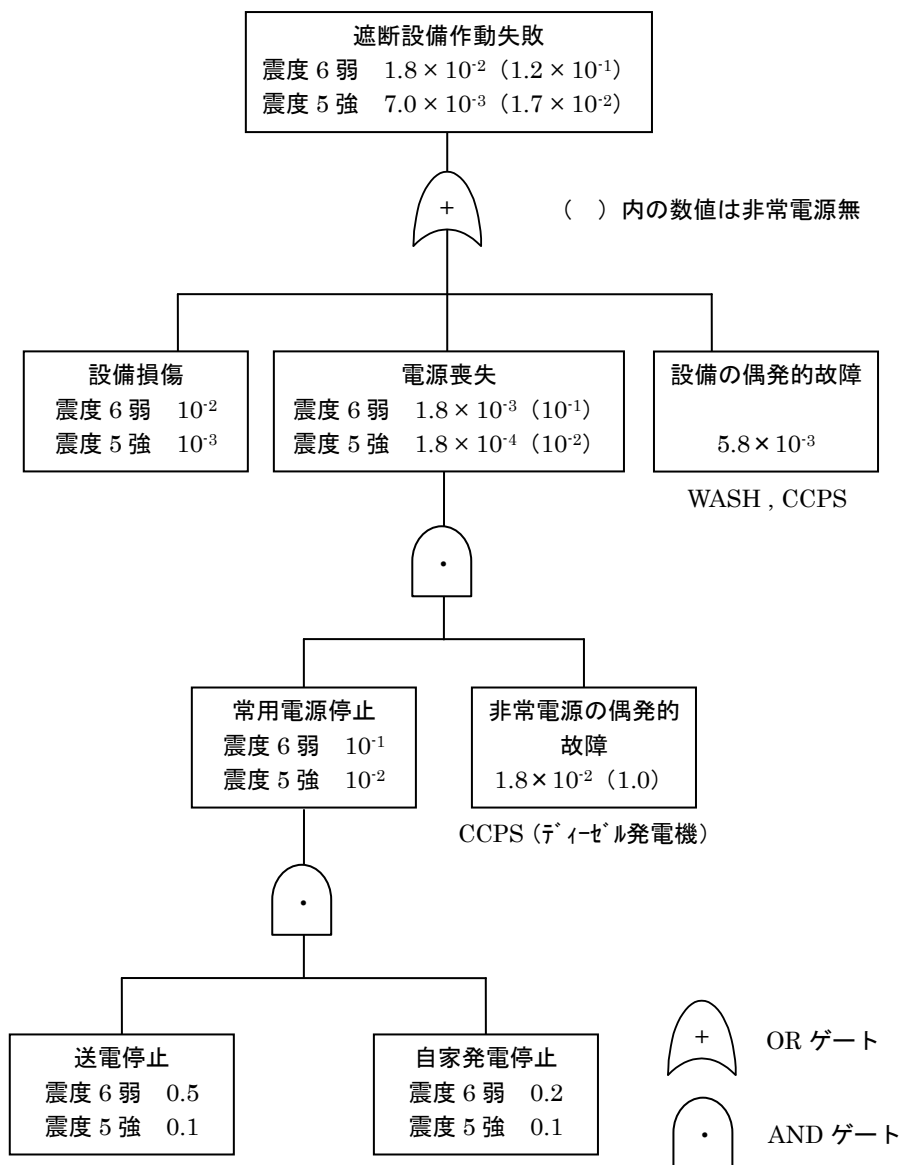 遮断設備作動失敗
震度 6 弱 1.8 × 10⁻² (1.2 × 10⁻¹)
震度 5 強 7.0 × 10⁻³ (1.7 × 10⁻²)
+
（ ）内の数値は非常電源無
設備損傷
震度 6 弱 10⁻²
震度 5 強 10⁻³
電源喪失
震度 6 弱 1.8 × 10⁻³ (10⁻¹)
震度 5 強 1.8 × 10⁻⁴ (10⁻²)
設備の偶発的故障
5.8 × 10⁻³
WASH , CCPS
・
常用電源停止
震度 6 弱 10⁻¹
震度 5 強 10⁻²
非常電源の偶発的
故障
1.8 × 10⁻² (1.0)
CCPS (ﾃﾞｨｰｾﾞﾙ発電機)
・
送電停止
震度 6 弱 0.5
震度 5 強 0.1
自家発電停止
震度 6 弱 0.2
震度 5 強 0.1
+ OR ゲート
・ AND ゲート